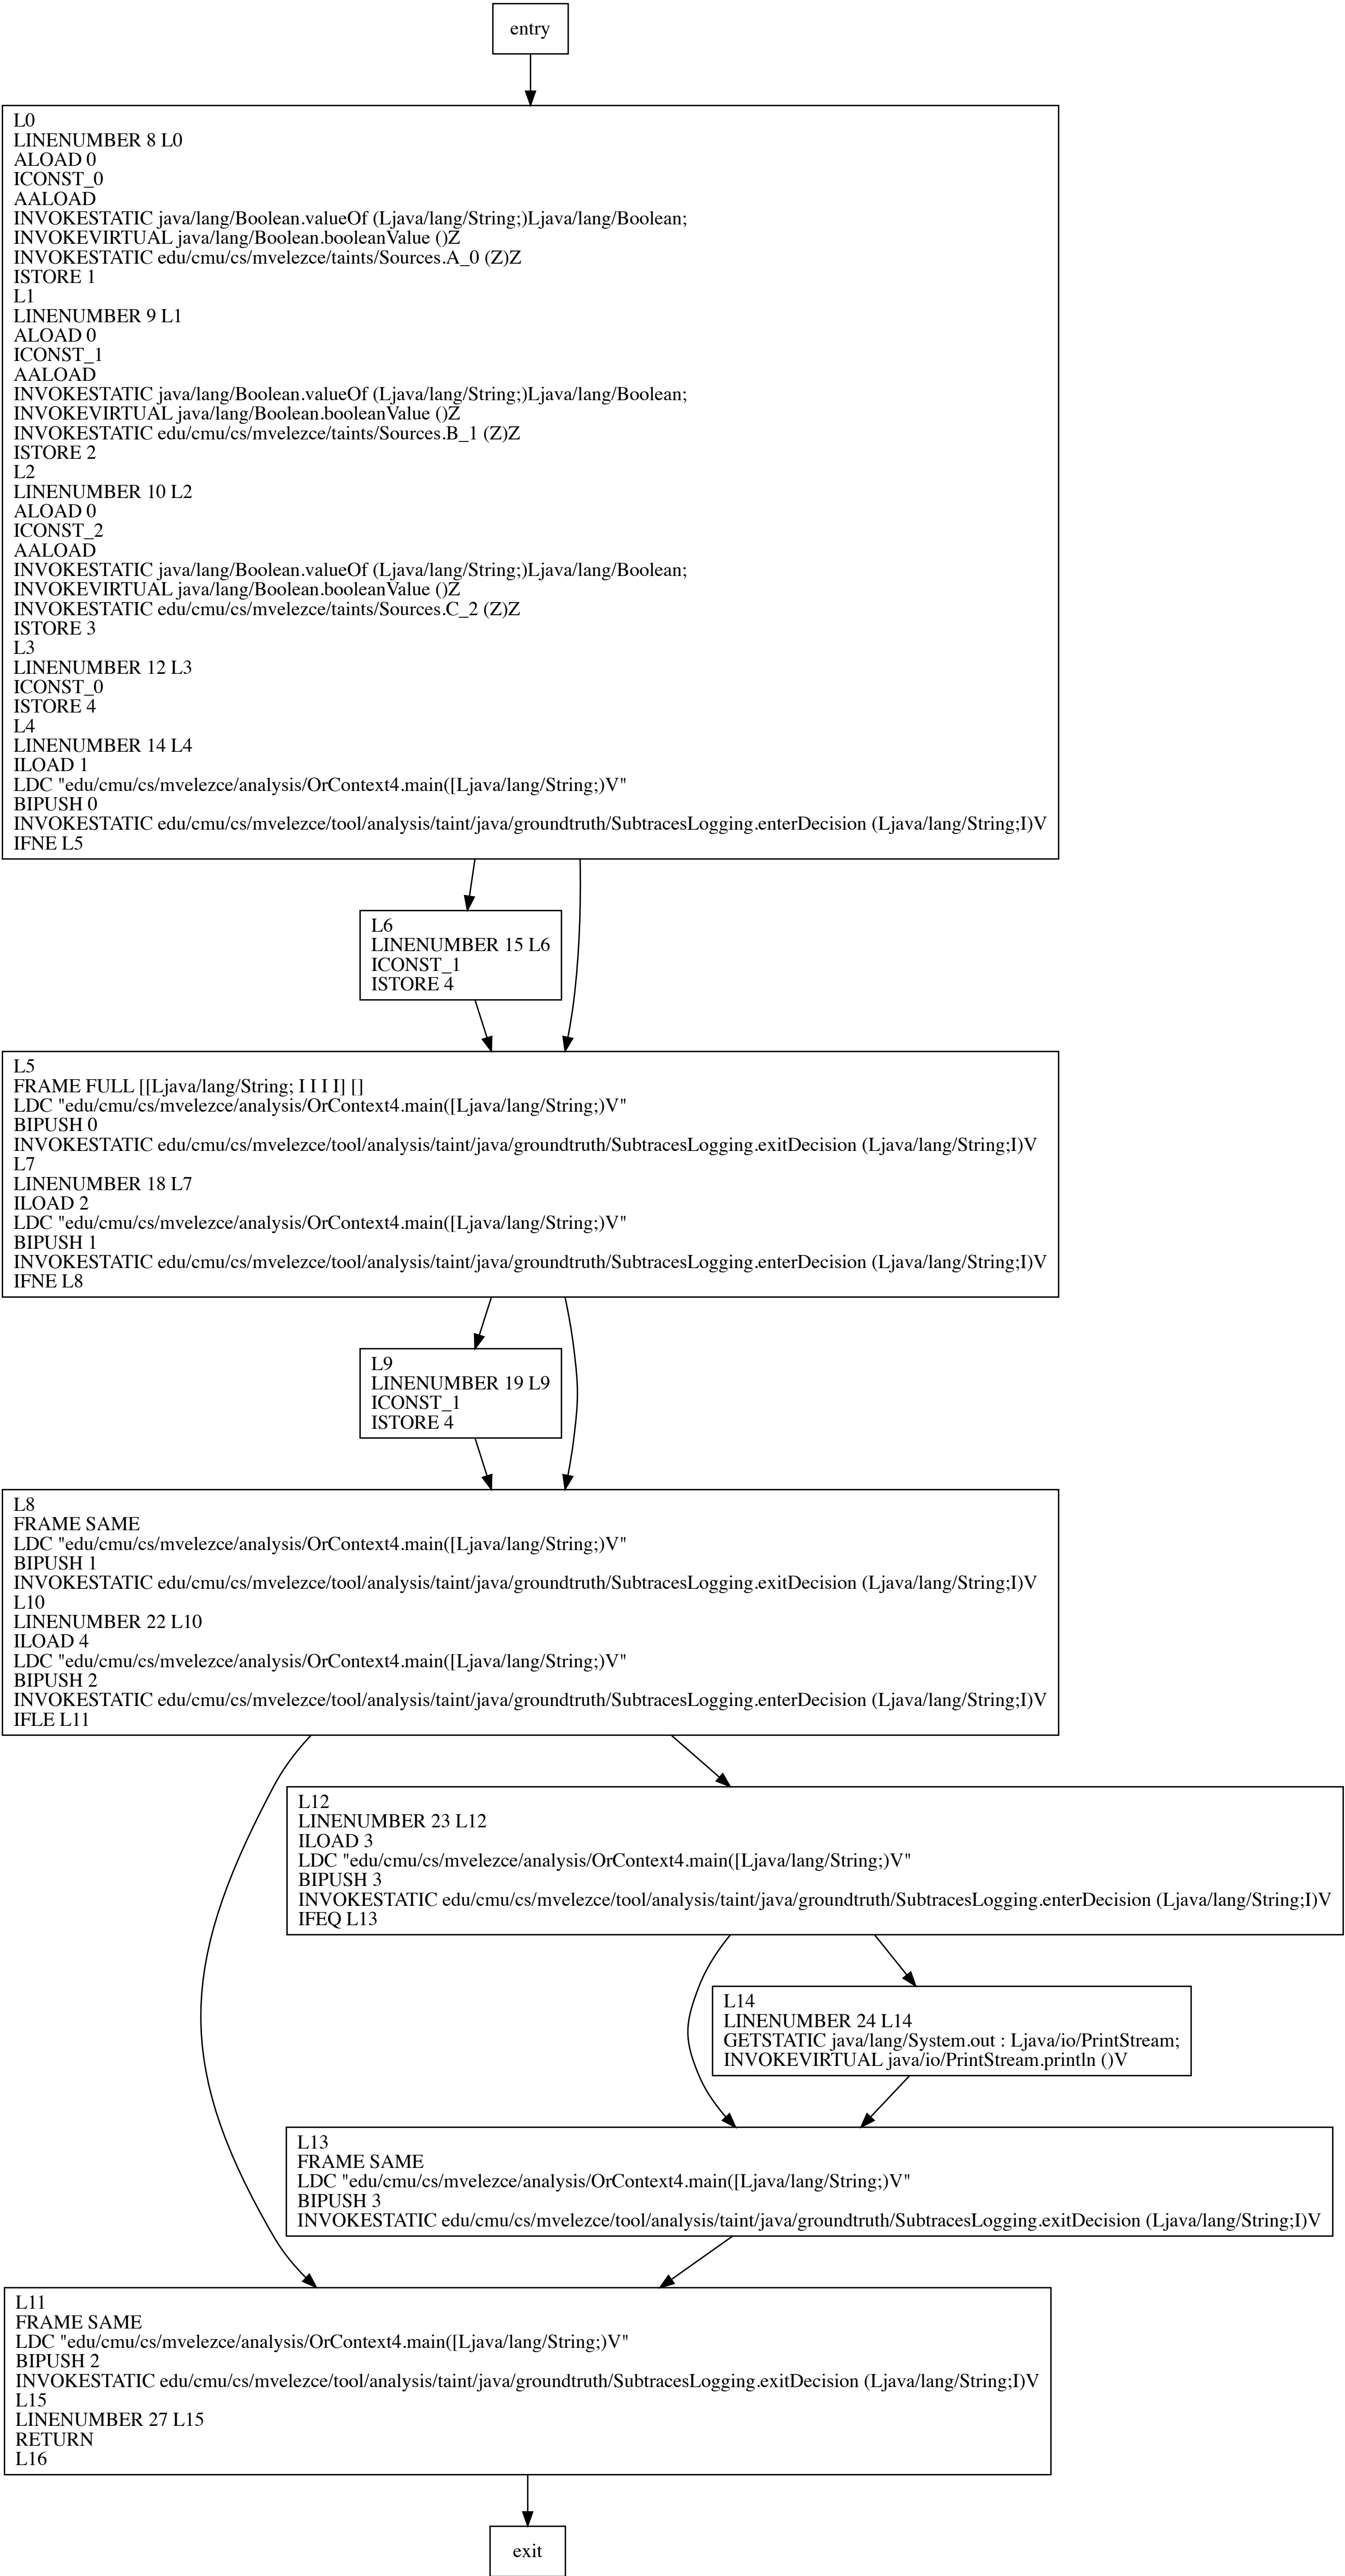 entry
L0
LINENUMBER 8 L0
ALOAD 0
ICONST_0
AALOAD
INVOKESTATIC java/lang/Boolean.valueOf (Ljava/lang/String;)Ljava/lang/Boolean;
INVOKEVIRTUAL java/lang/Boolean.booleanValue ()Z
INVOKESTATIC edu/cmu/cs/mvelezce/taints/Sources.A_0 (Z)Z
ISTORE 1
L1
LINENUMBER 9 L1
ALOAD 0
ICONST_1
AALOAD
INVOKESTATIC java/lang/Boolean.valueOf (Ljava/lang/String;)Ljava/lang/Boolean;
INVOKEVIRTUAL java/lang/Boolean.booleanValue ()Z
INVOKESTATIC edu/cmu/cs/mvelezce/taints/Sources.B_1 (Z)Z
ISTORE 2
L2
LINENUMBER 10 L2
ALOAD 0
ICONST_2
AALOAD
INVOKESTATIC java/lang/Boolean.valueOf (Ljava/lang/String;)Ljava/lang/Boolean;
INVOKEVIRTUAL java/lang/Boolean.booleanValue ()Z
INVOKESTATIC edu/cmu/cs/mvelezce/taints/Sources.C_2 (Z)Z
ISTORE 3
L3
LINENUMBER 12 L3
ICONST_0
ISTORE 4
L4
LINENUMBER 14 L4
ILOAD 1
LDC "edu/cmu/cs/mvelezce/analysis/OrContext4.main([Ljava/lang/String;)V"
BIPUSH 0
INVOKESTATIC edu/cmu/cs/mvelezce/tool/analysis/taint/java/groundtruth/SubtracesLogging.enterDecision (Ljava/lang/String;I)V
IFNE L5
L6
LINENUMBER 15 L6
ICONST_1
ISTORE 4
L5
FRAME FULL [[Ljava/lang/String; I I I I] []
LDC "edu/cmu/cs/mvelezce/analysis/OrContext4.main([Ljava/lang/String;)V"
BIPUSH 0
INVOKESTATIC edu/cmu/cs/mvelezce/tool/analysis/taint/java/groundtruth/SubtracesLogging.exitDecision (Ljava/lang/String;I)V
L7
LINENUMBER 18 L7
ILOAD 2
LDC "edu/cmu/cs/mvelezce/analysis/OrContext4.main([Ljava/lang/String;)V"
BIPUSH 1
INVOKESTATIC edu/cmu/cs/mvelezce/tool/analysis/taint/java/groundtruth/SubtracesLogging.enterDecision (Ljava/lang/String;I)V
IFNE L8
L9
LINENUMBER 19 L9
ICONST_1
ISTORE 4
L8
FRAME SAME
LDC "edu/cmu/cs/mvelezce/analysis/OrContext4.main([Ljava/lang/String;)V"
BIPUSH 1
INVOKESTATIC edu/cmu/cs/mvelezce/tool/analysis/taint/java/groundtruth/SubtracesLogging.exitDecision (Ljava/lang/String;I)V
L10
LINENUMBER 22 L10
ILOAD 4
LDC "edu/cmu/cs/mvelezce/analysis/OrContext4.main([Ljava/lang/String;)V"
BIPUSH 2
INVOKESTATIC edu/cmu/cs/mvelezce/tool/analysis/taint/java/groundtruth/SubtracesLogging.enterDecision (Ljava/lang/String;I)V
IFLE L11
L12
LINENUMBER 23 L12
ILOAD 3
LDC "edu/cmu/cs/mvelezce/analysis/OrContext4.main([Ljava/lang/String;)V"
BIPUSH 3
INVOKESTATIC edu/cmu/cs/mvelezce/tool/analysis/taint/java/groundtruth/SubtracesLogging.enterDecision (Ljava/lang/String;I)V
IFEQ L13
L14
LINENUMBER 24 L14
GETSTATIC java/lang/System.out : Ljava/io/PrintStream;
INVOKEVIRTUAL java/io/PrintStream.println ()V
L13
FRAME SAME
LDC "edu/cmu/cs/mvelezce/analysis/OrContext4.main([Ljava/lang/String;)V"
BIPUSH 3
INVOKESTATIC edu/cmu/cs/mvelezce/tool/analysis/taint/java/groundtruth/SubtracesLogging.exitDecision (Ljava/lang/String;I)V
L11
FRAME SAME
LDC "edu/cmu/cs/mvelezce/analysis/OrContext4.main([Ljava/lang/String;)V"
BIPUSH 2
INVOKESTATIC edu/cmu/cs/mvelezce/tool/analysis/taint/java/groundtruth/SubtracesLogging.exitDecision (Ljava/lang/String;I)V
L15
LINENUMBER 27 L15
RETURN
L16
exit